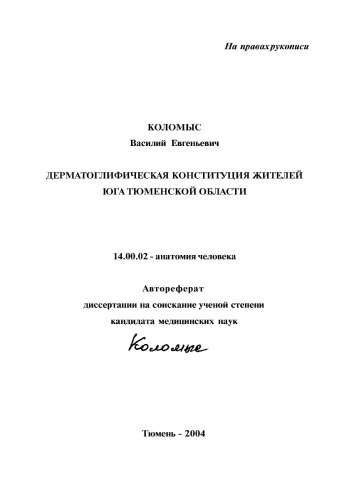 На правах рукописи
КОЛОМЫС
Василий Евгеньевич
ДЕРМАТОГЛИФИЧЕСКАЯ КОНСТИТУЦИЯ ЖИТЕЛЕЙ
ЮГА ТЮМЕНСКОЙ ОБЛАСТИ
14.00.02 - анатомия человека
Автореферат
диссертации на соискание ученой степени
кандидата медицинских наук
Коломыс
Тюмень - 2004